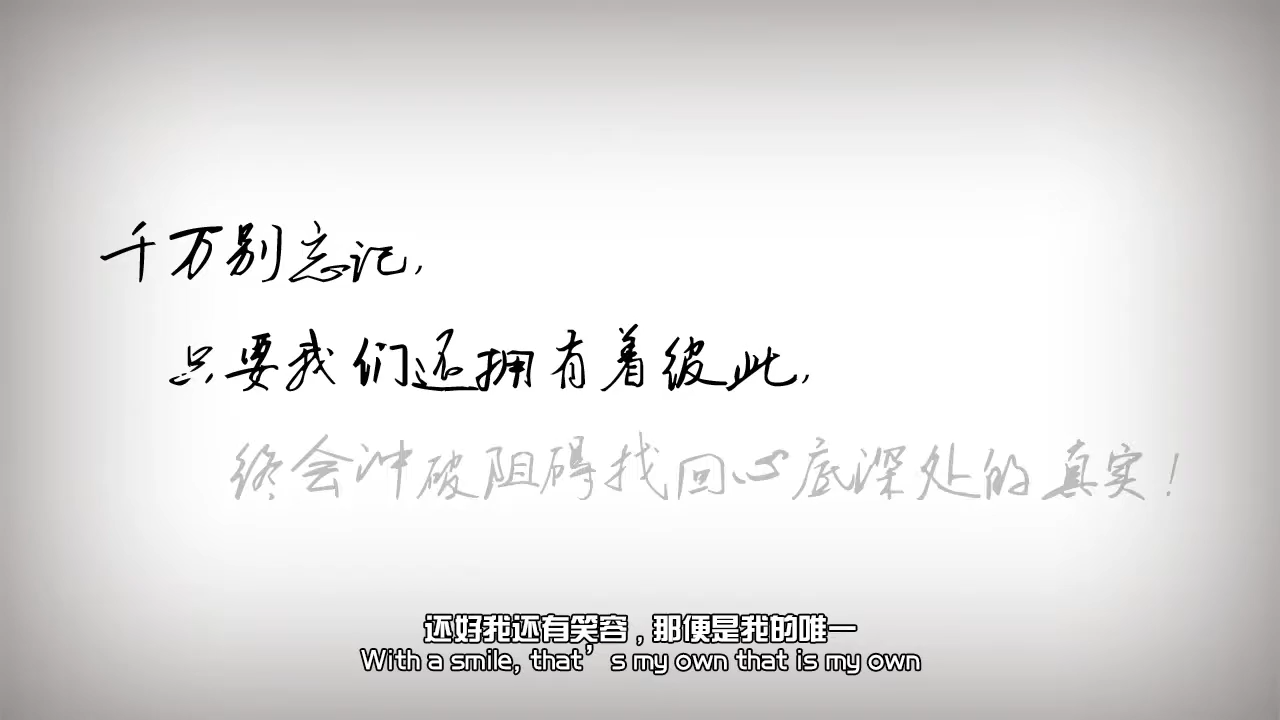 千万别忘记,
只要我们还拥有着彼此,
终会冲破阻碍找回心底深处的真实!
还好我还有笑容,那便是我的唯一
With a smile, that's my own that is my own